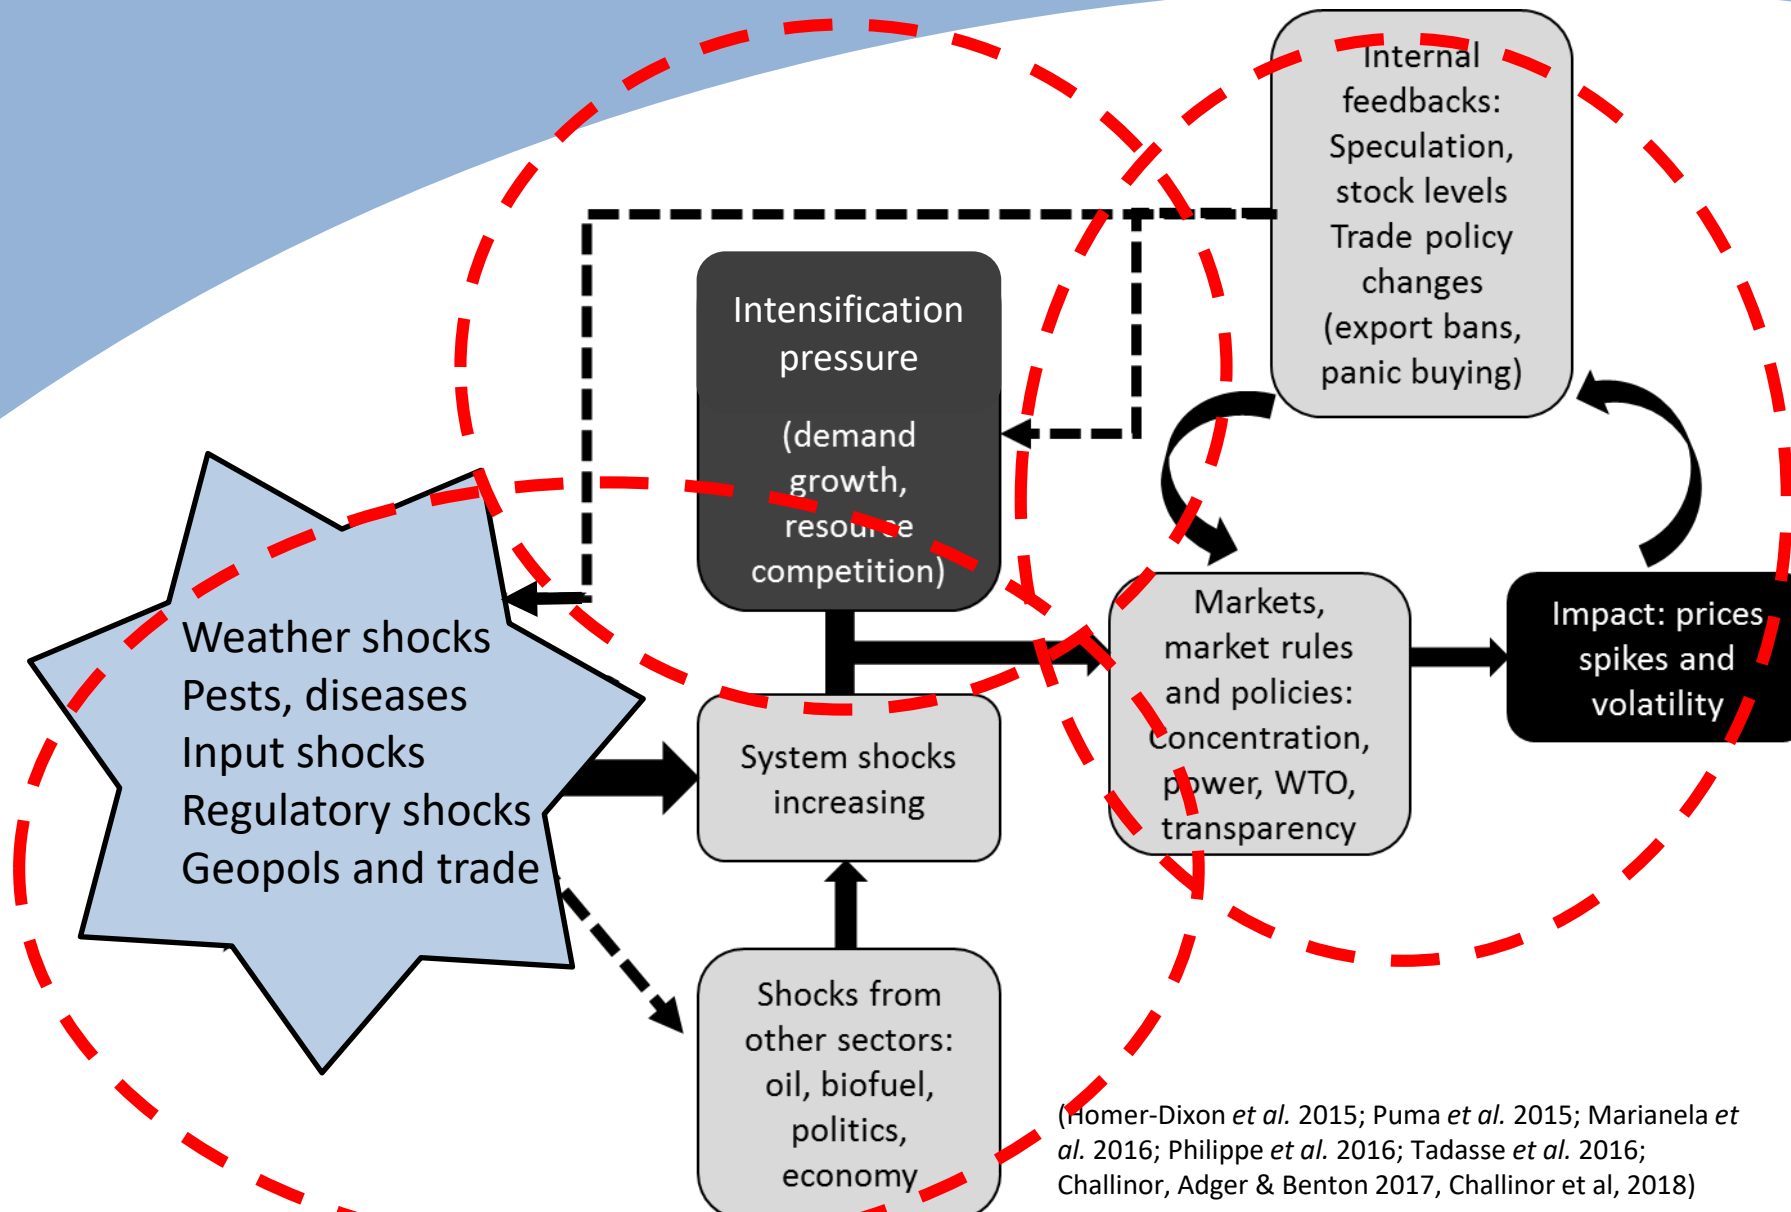 Internal
feedbacks:
Speculation,
stock levels
Trade policy
changes
(export bans,
panic buying)
Intensification
pressure
(demand
growth,
resource
competition)
Weather shocks
Pests, diseases
Input shocks
Regulatory shocks
Geopols and trade
System shocks
increasing
Markets,
market rules
and policies:
Concentration,
power, WTO,
transparency
Impact: prices
spikes and
volatility
Shocks from
other sectors:
oil, biofuel,
politics,
economy
(Homer-Dixon et al. 2015; Puma et al. 2015; Marianela et
al. 2016; Philippe et al. 2016; Tadasse et al. 2016;
Challinor, Adger & Benton 2017, Challinor et al, 2018)